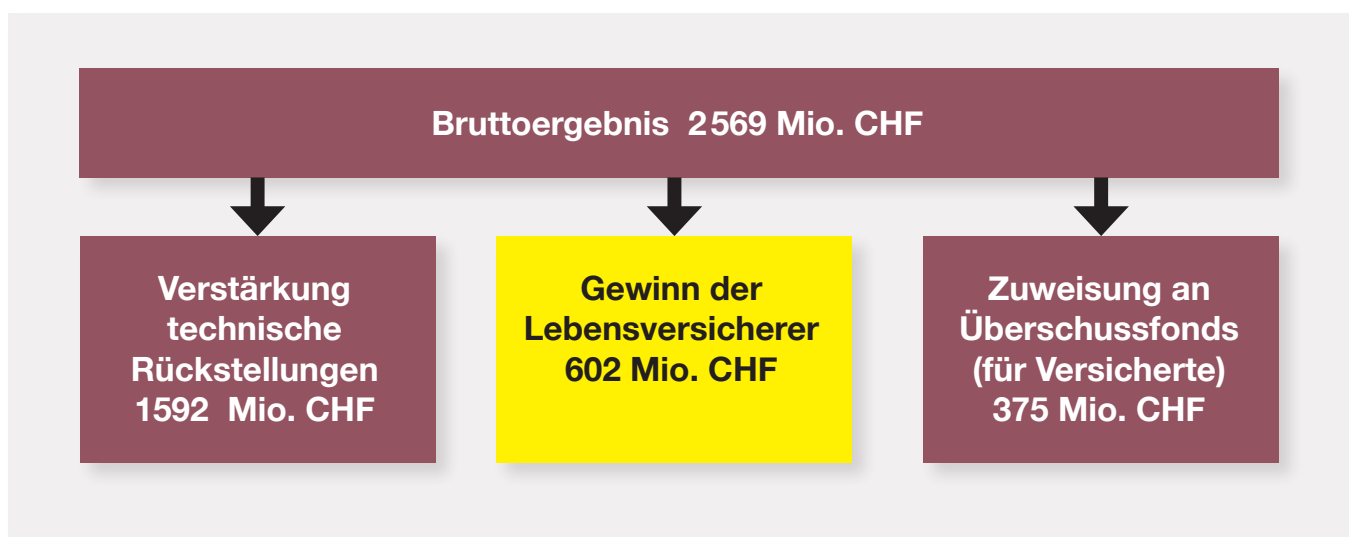 Bruttoergebnis 2569 Mio. CHF
Verstärkung
technische
Rückstellungen
1592 Mio. CHF
Gewinn der
Lebensversicherer
602 Mio. CHF
Zuweisung an
Überschussfonds
(für Versicherte)
375 Mio. CHF